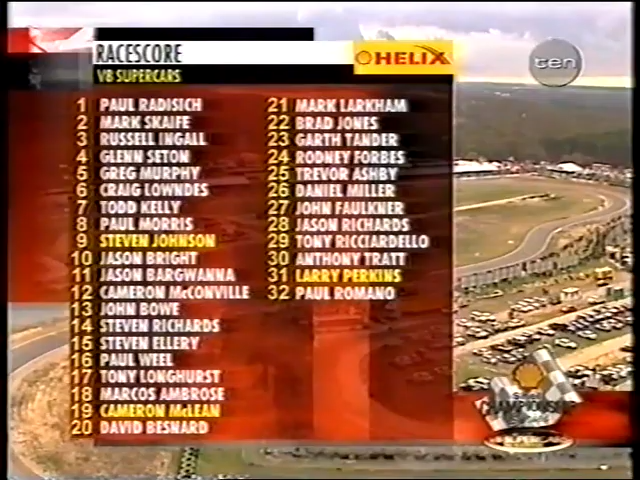 RACESCORE
V8 SUPERCARS
HELIX
ten
1 PAUL RADISICH
2 MARK SKAIFE
3 RUSSELL INGALL
4 GLENN SETON
5 GREG MURPHY
6 CRAIG LOWNDES
7 TODD KELLY
8 PAUL MORRIS
9 STEVEN JOHNSON
10 JASON BRIGHT
11 JASON BARGWANNA
12 CAMERON McCONVILLE
13 JOHN BOWE
14 STEVEN RICHARDS
15 STEVEN ELLERY
16 PAUL WEEL
17 TONY LONGHURST
18 MARCOS AMBROSE
19 CAMERON McLEAN
20 DAVID BESNARD
21 MARK LARKHAM
22 BRAD JONES
23 GARTH TANDER
24 RODNEY FORBES
25 TREVOR ASHBY
26 DANIEL MILLER
27 JOHN FAULKNER
28 JASON RICHARDS
29 TONY RICCIARDELLO
30 ANTHONY TRATT
31 LARRY PERKINS
32 PAUL ROMANO
CHAMPIONSHIP
V8 SUPERCARS